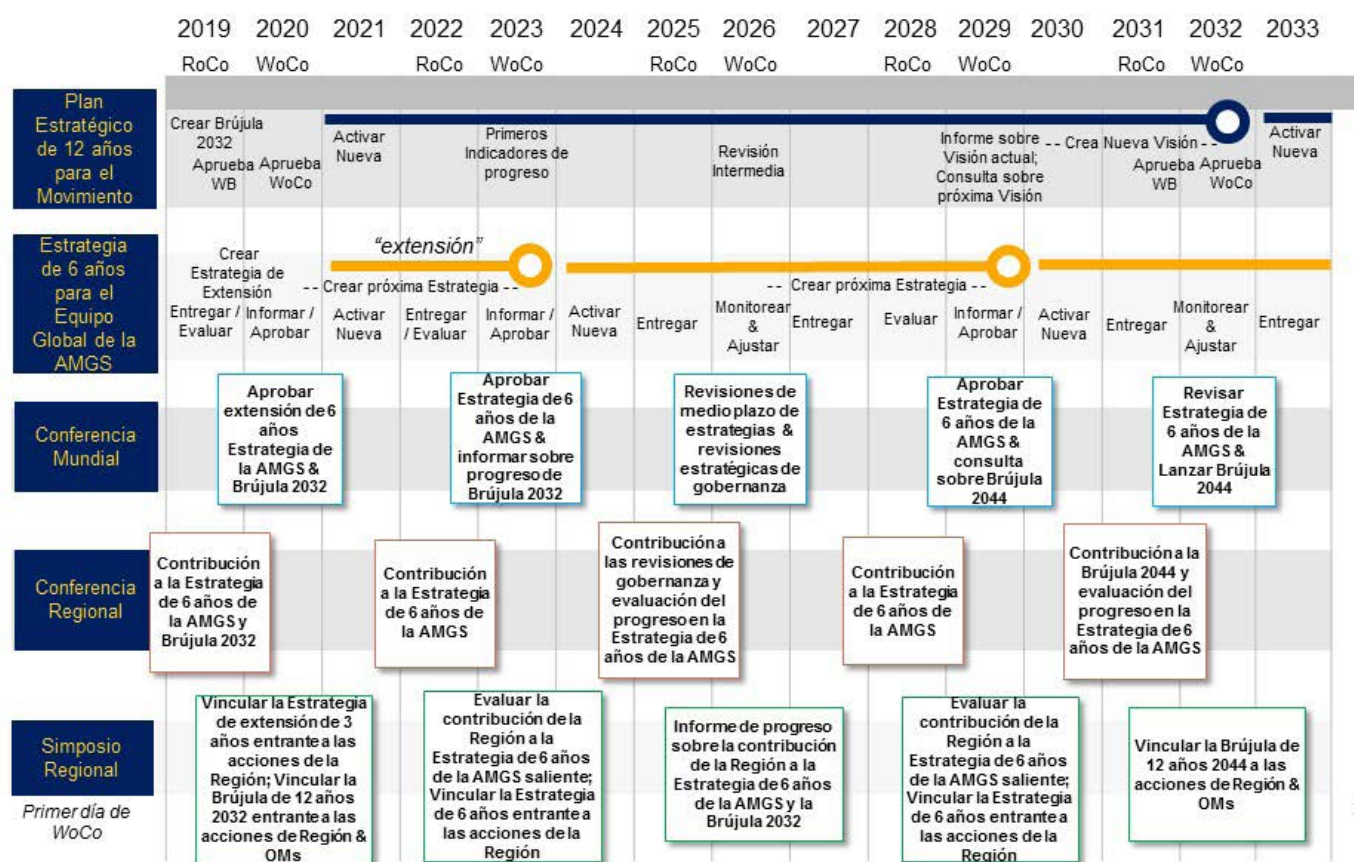 2019 2020 2021 2022 2023 2024 2025 2026 2027 2028 2029 2030 2031 2032 2033
RoCo WoCo RoCo WoCo RoCo WoCo RoCo WoCo RoCo WoCo
Plan
Estratégico
de 12 años
para el
Movimiento
Crear Brújula
2032
Aprueba
WB
Aprueba
WoCo
Activar
Nueva
Primeros
Indicadores de
progreso
Revisión
Intermedia
Informe sobre
Visión actual;
Consulta sobre
próxima Visión
-- Crea Nueva Visión --
Aprueba
WB
Aprueba
WoCo
Activar
Nueva
Estrategia
de 6 años
para el
Equipo
Global de la
AMGS
Crear
Estrategia de
Extensión
"extensión"
-- Crear próxima Estrategia --
-- Crear próxima Estrategia --
Entregar /
Evaluar
Informar /
Aprobar
Activar
Nueva
Entregar
/ Evaluar
Informar /
Aprobar
Activar
Nueva
Entregar
Monitorear
&
Ajustar
Entregar
Evaluar
Informar /
Aprobar
Activar
Nueva
Entregar
Monitorear
&
Ajustar
Entregar
Conferencia
Mundial
Aprobar
extensión de 6
años
Estrategia de
la AMGS &
Brújula 2032
Aprobar
Estrategia de 6
años de la
AMGS &
informar sobre
progreso de
Brújula 2032
Revisiones de
medio plazo de
estrategias &
revisiones
estratégicas de
gobernanza
Aprobar
Estrategia de
6 años de la
AMGS &
consulta
sobre Brújula
2044
Revisar
Estrategia de
6 años de la
AMGS &
Lanzar Brújula
2044
Conferencia
Regional
Contribución
a la Estrategia
de 6 años de
la AMGS y
Brújula 2032
Contribución
a la Estrategia
de 6 años de
la AMGS
Contribución a
las revisiones de
gobernanza y
evaluación del
progreso en la
Estrategia de 6
años de la AMGS
Contribución
a la Estrategia
de 6 años de
la AMGS
Contribución a la
Brújula 2044 y
evaluación del
progreso en la
Estrategia de 6
años de la AMGS
Simposio
Regional
Primer día de
WoCo
Vincular la Estrategia
de extensión de 3
años entrante a las
acciones de la
Región; Vincular la
Brújula de 12 años
2032 entrante a las
acciones de Región &
OMs
Evaluar la
contribución de la
Región a la
Estrategia de 6 años
de la AMGS saliente;
Vincular la Estrategia
de 6 años entrante a
las acciones de la
Región
Informe de progreso
sobre la contribución
de la Región a la
Estrategia de 6 años
de la AMGS y la
Brújula 2032
Evaluar la
contribución de la
Región a la
Estrategia de 6 años
de la AMGS saliente;
Vincular la Estrategia
de 6 años entrante a
las acciones de la
Región
Vincular la Brújula de
12 años 2044 a las
acciones de Región &
OMs